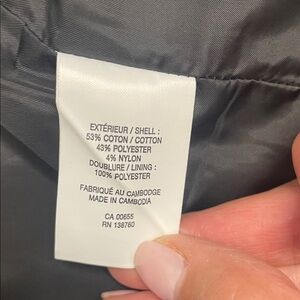 EXTÉRIEUR / SHELL :
53% COTON / COTTON
43% POLYESTER
4% NYLON
DOUBLURE / LINING :
100% POLYESTER
FABRIQUÉ AU CAMBODGE
MADE IN CAMBODIA
CA 00655
RN 138760